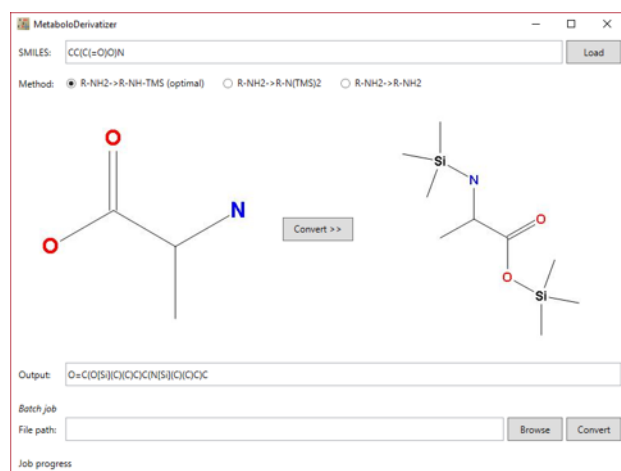 MetaboloDerivatizer
SMILES: CC(C(=O)O)N Load
Method: R-NH2->R-NH-TMS (optimal) R-NH2->R-N(TMS)2 R-NH2->R-NH2
O
N
O
Convert >>
Si
N
O
O
Si
Output: O=C(O[Si](C)(C)C)C(N[Si](C)(C)C)C
Batch job
File path: Browse Convert
Job progress